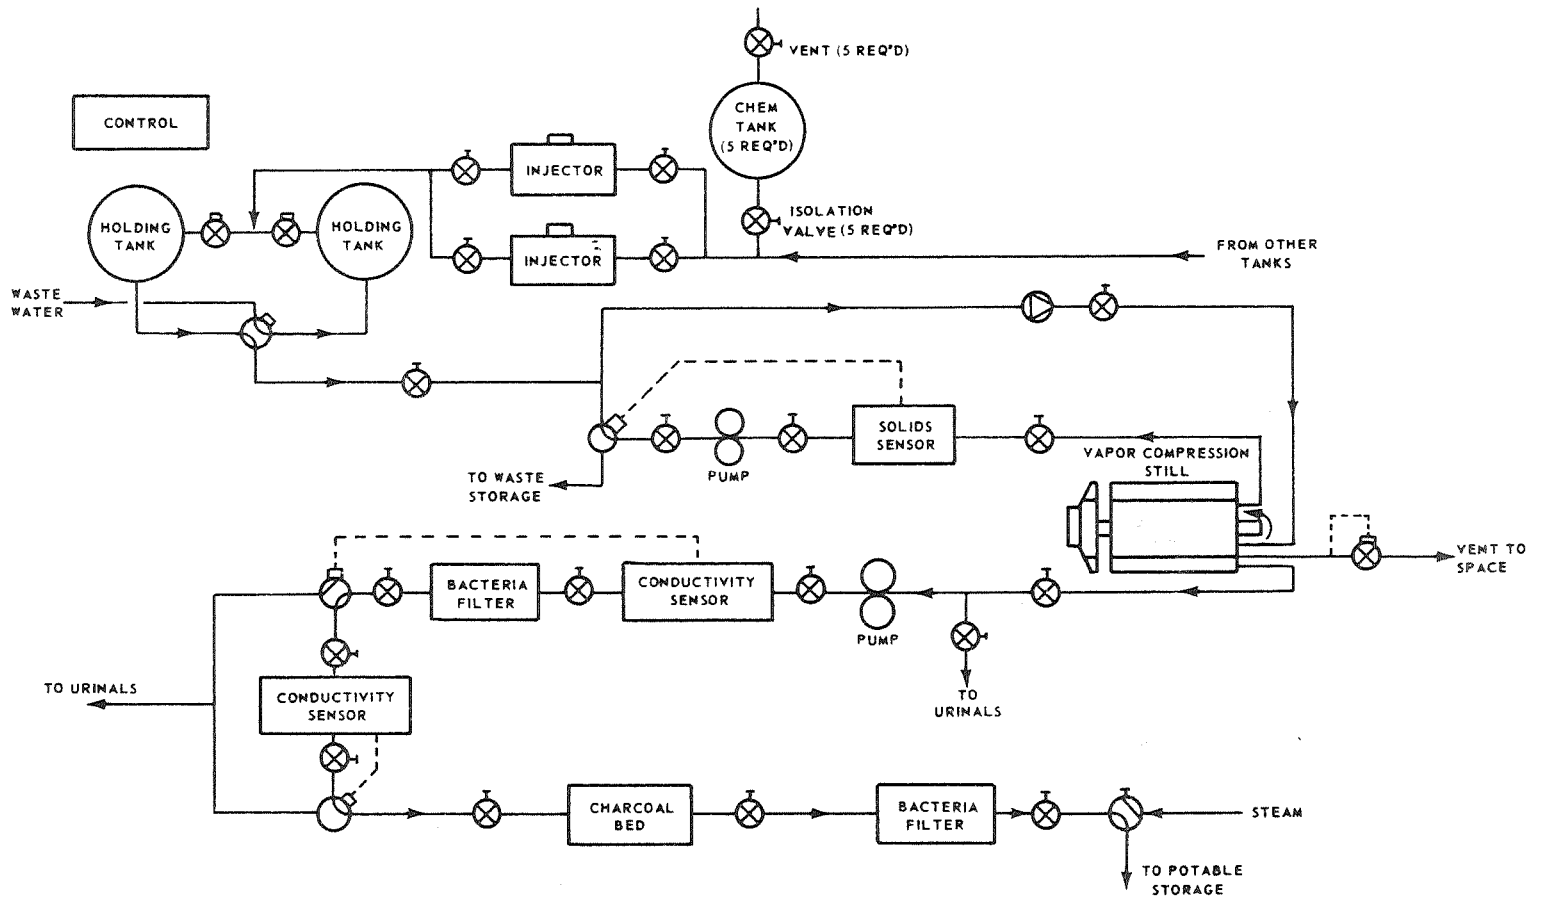 VENT (5 REQ'D)
CHEM
TANK
(5 REQ'D)
CONTROL
INJECTOR
HOLDING
TANK
HOLDING
TANK
ISOLATION
VALVE (5 REQ'D)
INJECTOR
FROM OTHER
TANKS
WASTE
WATER
SOLIDS
SENSOR
PUMP
TO WASTE
STORAGE
VAPOR COMPRESSION
STILL
VENT TO
SPACE
BACTERIA
FILTER
CONDUCTIVITY
SENSOR
PUMP
TO URINALS
CONDUCTIVITY
SENSOR
TO
URINALS
CHARCOAL
BED
BACTERIA
FILTER
STEAM
TO POTABLE
STORAGE